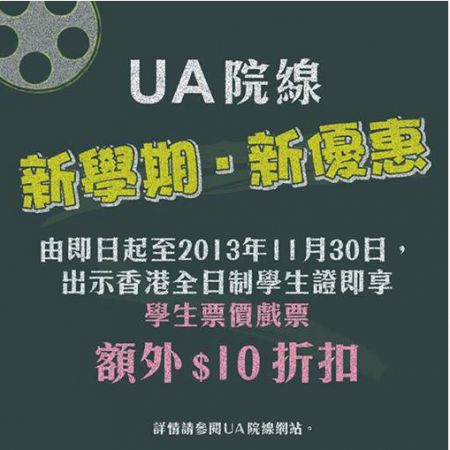 UA院線
新學期·新優惠
由即日起至2013年11月30日，
出示香港全日制學生證即享
學生票價戲票
額外$10折扣
詳情請參閱UA院線網站。